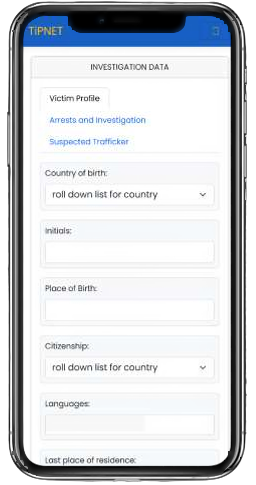 TIPNET
INVESTIGATION DATA
Victim Profile
Arrests and Investigation
Suspected Trafficker
Country of birth:
roll down list for country
Initials:
Place of Birth:
Citizenship:
roll down list for country
Languages:
Last place of residence: